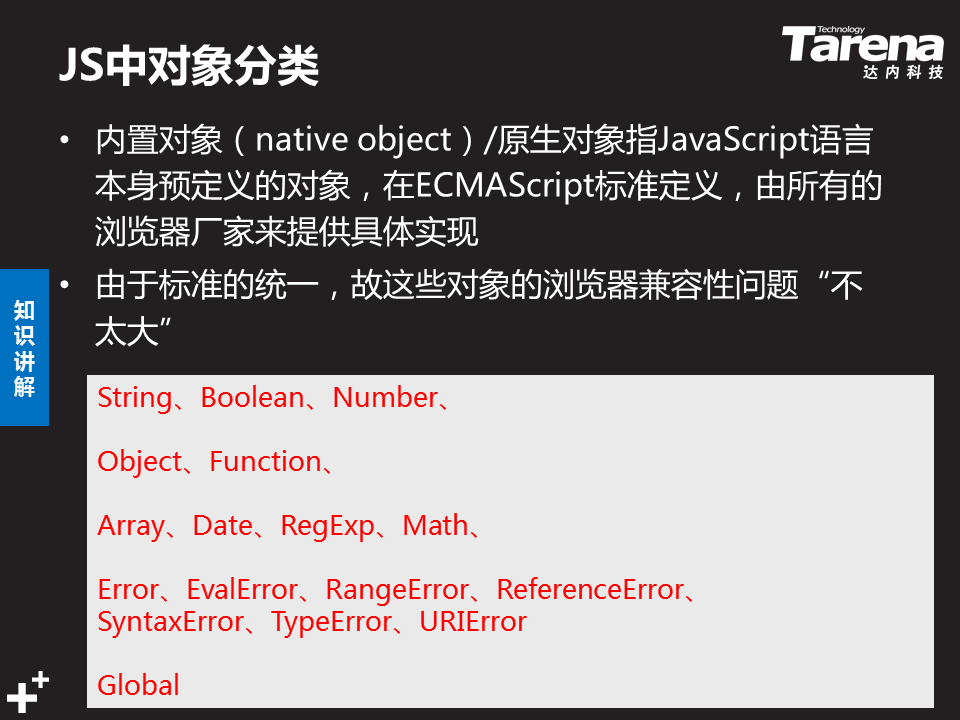 JS中对象分类
Technology
Tarena
达内科技
• 内置对象（native object）/原生对象指JavaScript语言
本身预定义的对象，在ECMAScript标准定义，由所有的
浏览器厂家来提供具体实现
• 由于标准的统一，故这些对象的浏览器兼容性问题“不
太大”
知识讲解
String、Boolean、Number、
Object、Function、
Array、Date、RegExp、Math、
Error、EvalError、RangeError、ReferenceError、
SyntaxError、TypeError、URIError
Global